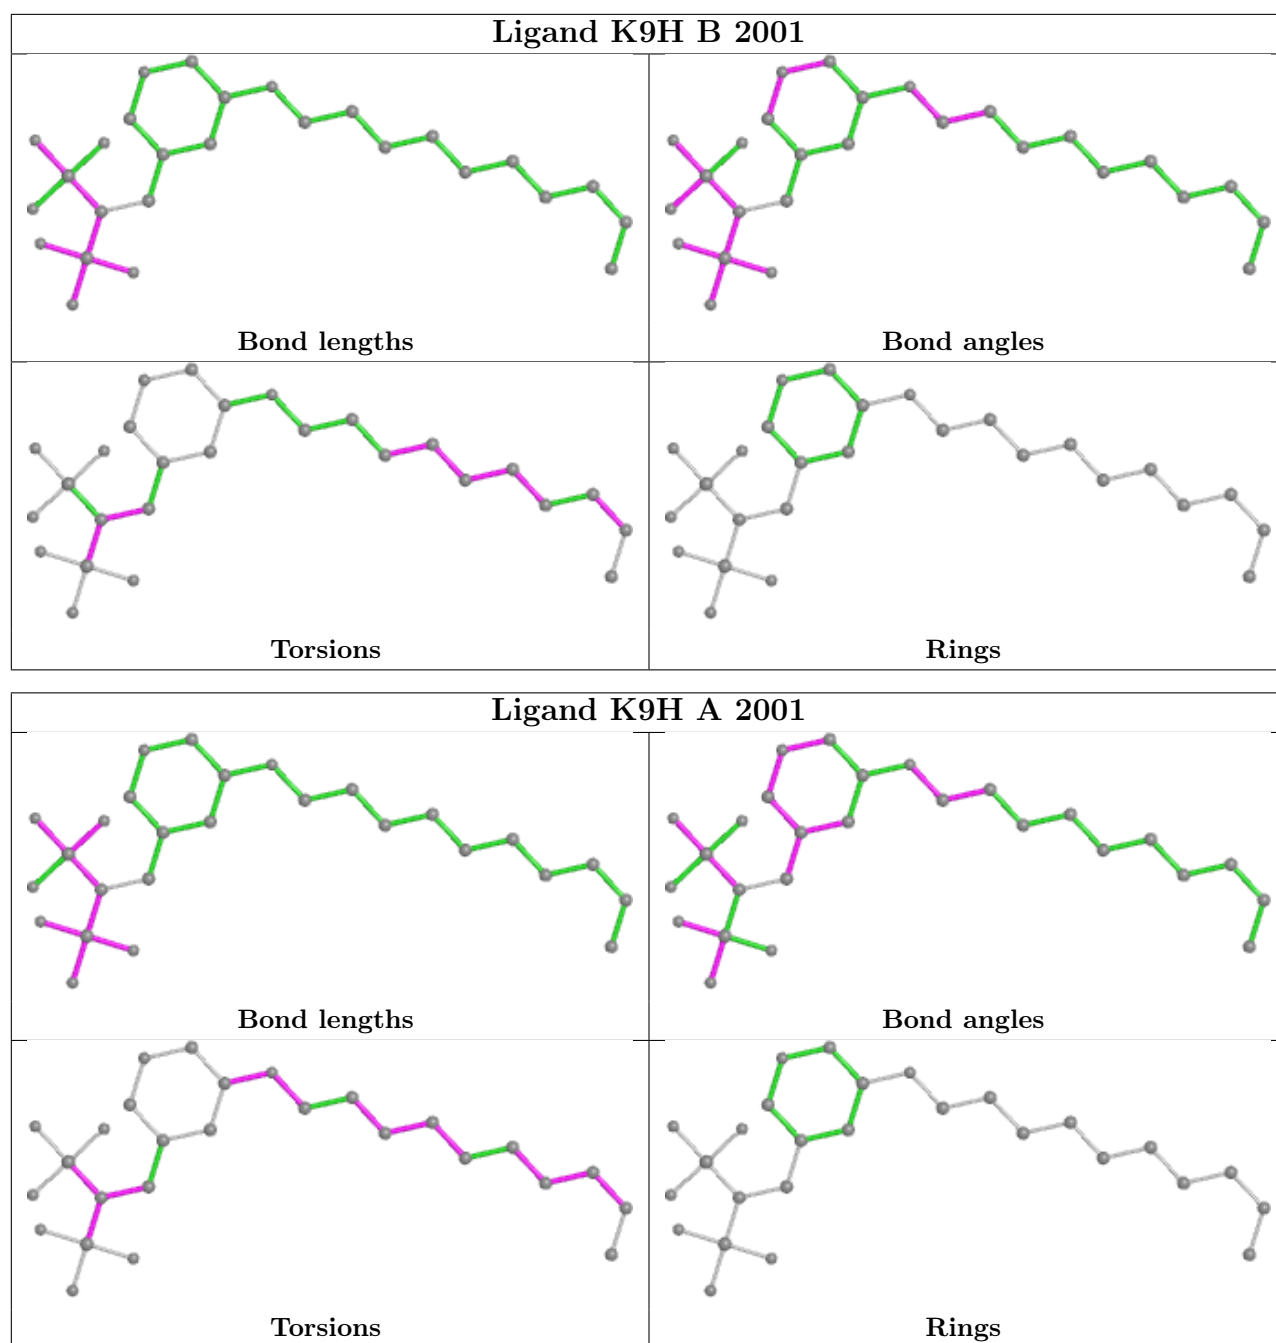 Ligand K9H B 2001
Bond lengths
Bond angles
Torsions
Rings
Ligand K9H A 2001
Bond lengths
Bond angles
Torsions
Rings